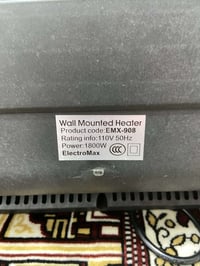 Wall Mounted Heater
Product code:EMX-908
Rating info:110V 50Hz
Power:1800W
ElectroMax